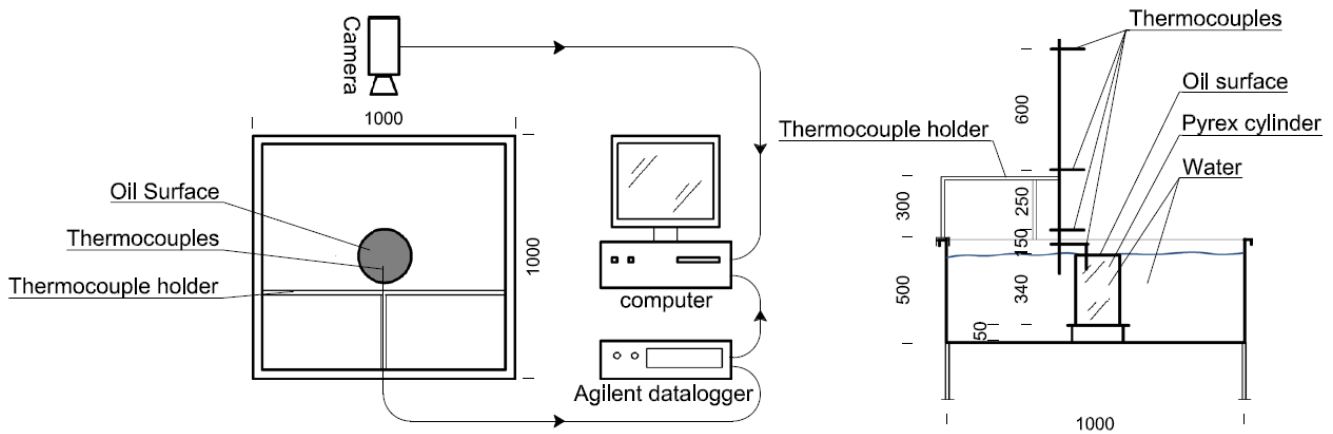 Camera
1000
Oil Surface
Thermocouples
Thermocouple holder
1000
computer
Agilent datalogger
Thermocouples
Oil surface
Pyrex cylinder
Water
Thermocouple holder
600
300
250
150
500
340
50
1000